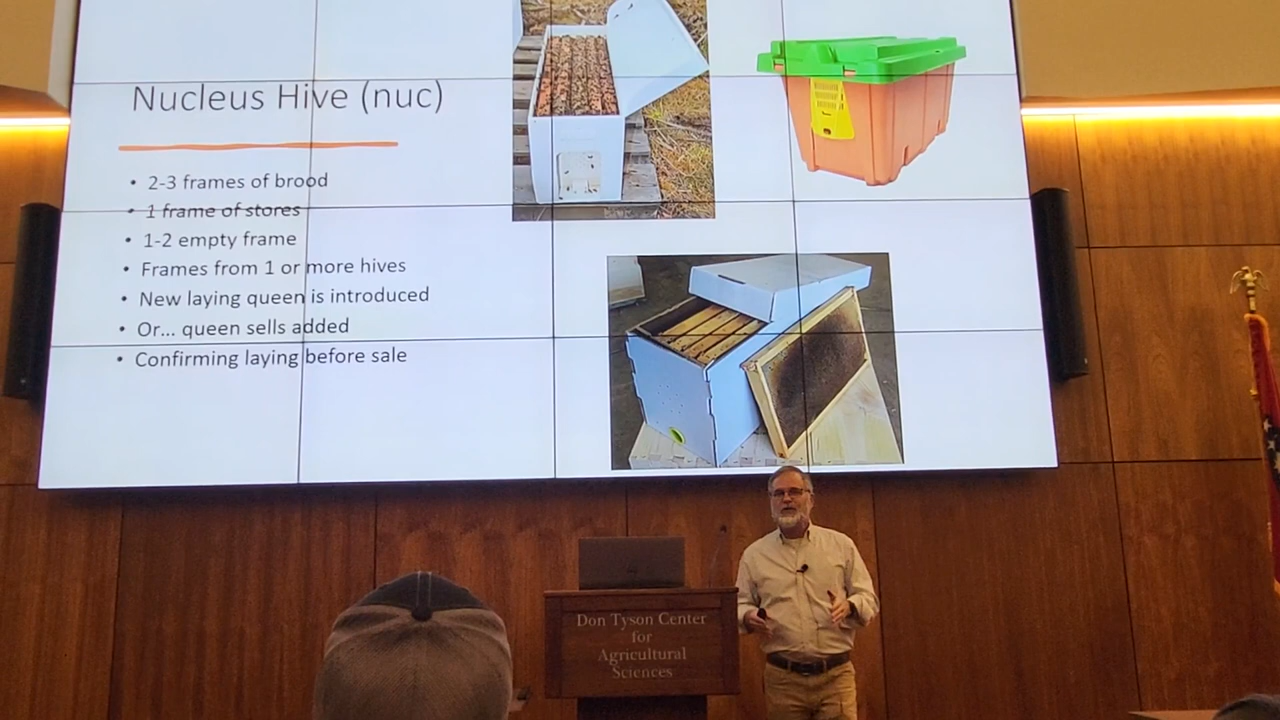 Nucleus Hive (nuc)
• 2-3 frames of brood
• 1 frame of stores
• 1-2 empty frame
• Frames from 1 or more hives
• New laying queen is introduced
• Or... queen sells added
• Confirming laying before sale
Don Tyson Center
for
Agricultural
Sciences